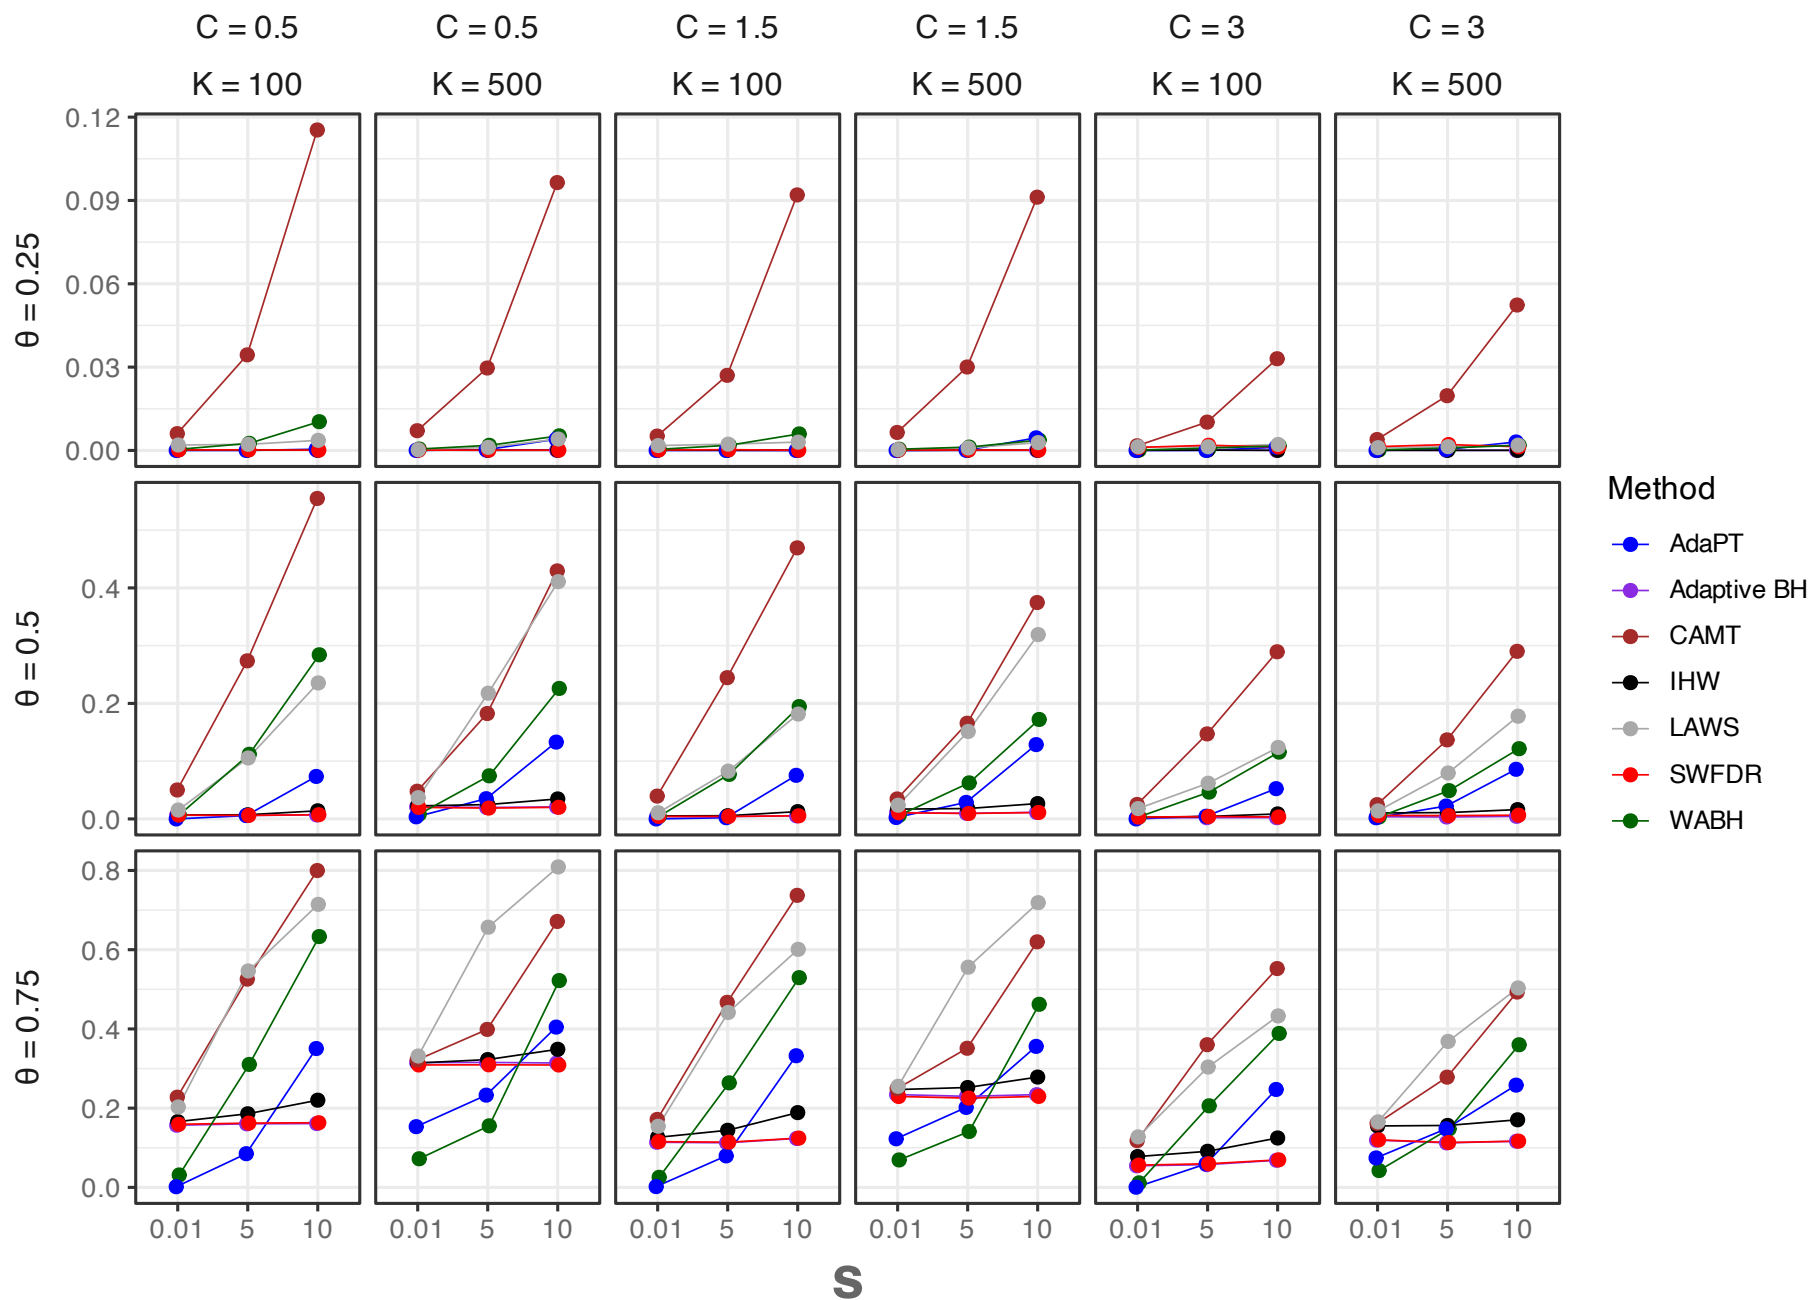 C = 0.5 C = 0.5 C = 1.5 C = 1.5 C = 3 C = 3
K = 100 K = 500 K = 100 K = 500 K = 100 K = 500
θ = 0.25
0.12
0.09
0.06
0.03
0.00
θ = 0.5
0.4
0.2
0.0
θ = 0.75
0.8
0.6
0.4
0.2
0.0
0.01 5 10 0.01 5 10 0.01 5 10 0.01 5 10 0.01 5 10 0.01 5 10
s
Method
AdaPT
Adaptive BH
CAMT
IHW
LAWS
SWFDR
WABH